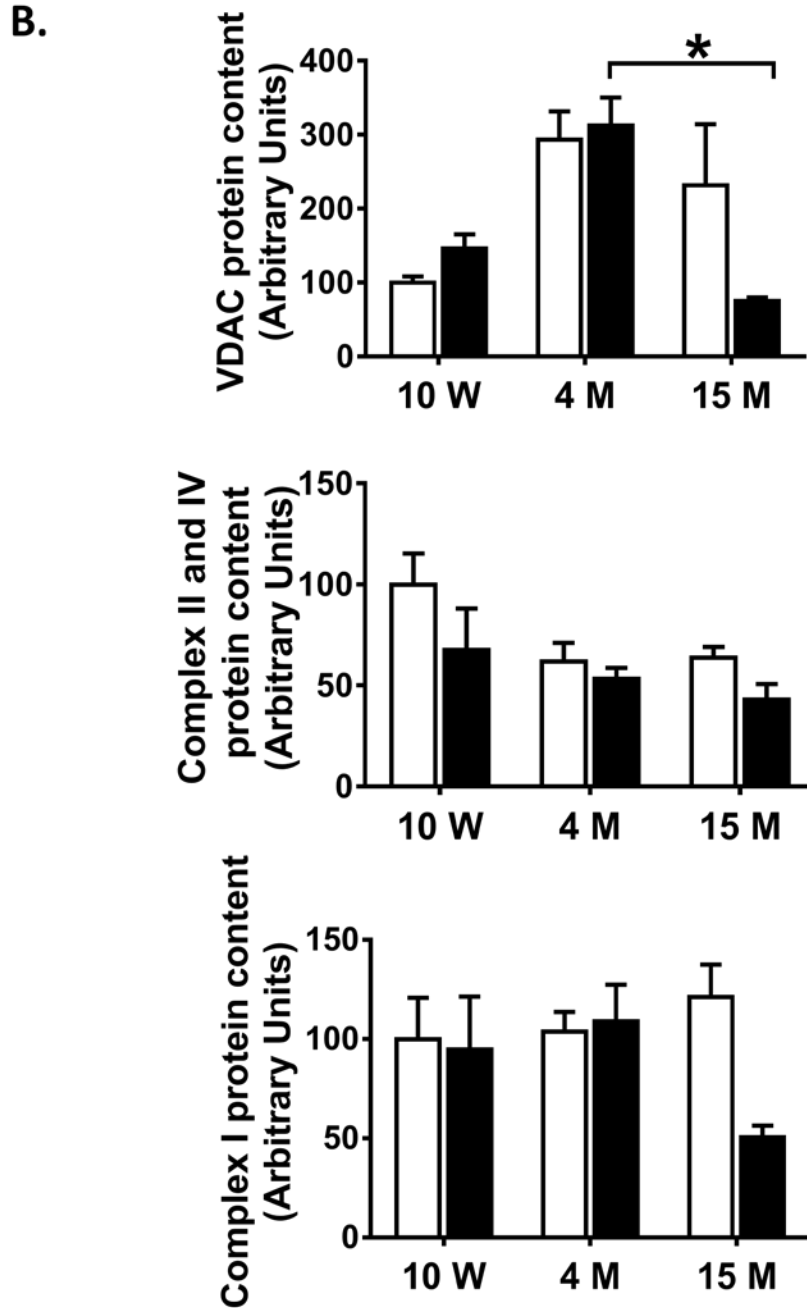 B.
VDAC protein content
(Arbitrary Units)
400
300
200
100
0
*
10 W 4 M 15 M
Complex II and IV
protein content
(Arbitrary Units)
150
100
50
0
10 W 4 M 15 M
Complex I protein content
(Arbitrary Units)
150
100
50
0
10 W 4 M 15 M